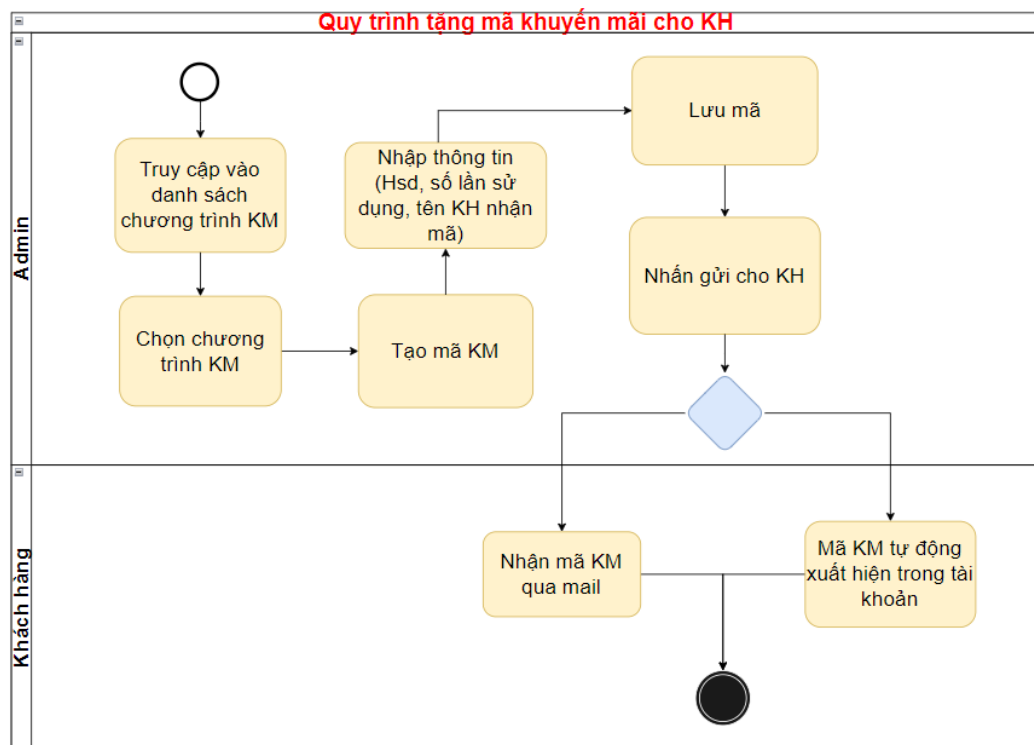 Quy trình tặng mã khuyến mãi cho KH
Admin
Truy cập vào
danh sách
chương trình KM
Chọn chương
trình KM
Tạo mã KM
Nhập thông tin
(Hsd, số lần sử
dụng, tên KH nhận
mã)
Lưu mã
Nhấn gửi cho KH
Khách hàng
Nhận mã KM
qua mail
Mã KM tự động
xuất hiện trong tài
khoản